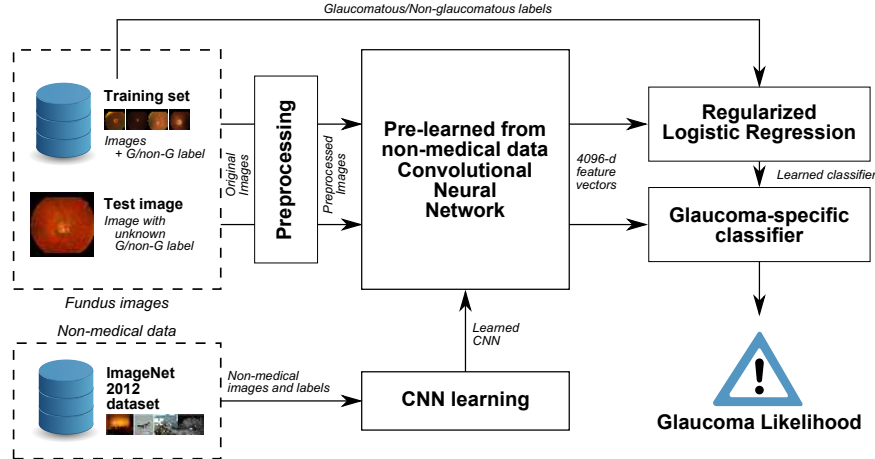 Glaucomatous/Non-glaucomatous labels
Training set
Images
+ G/non-G label
Test image
Image with
unknown
G/non-G label
Fundus images
Original
Images
Preprocessing
Preprocessed
Images
Pre-learned from
non-medical data
Convolutional
Neural
Network
4096-d
feature
vectors
Regularized
Logistic Regression
Learned classifier
Glaucoma-specific
classifier
Glaucoma Likelihood
Non-medical data
ImageNet
2012
dataset
Non-medical
images and labels
CNN learning
Learned
CNN